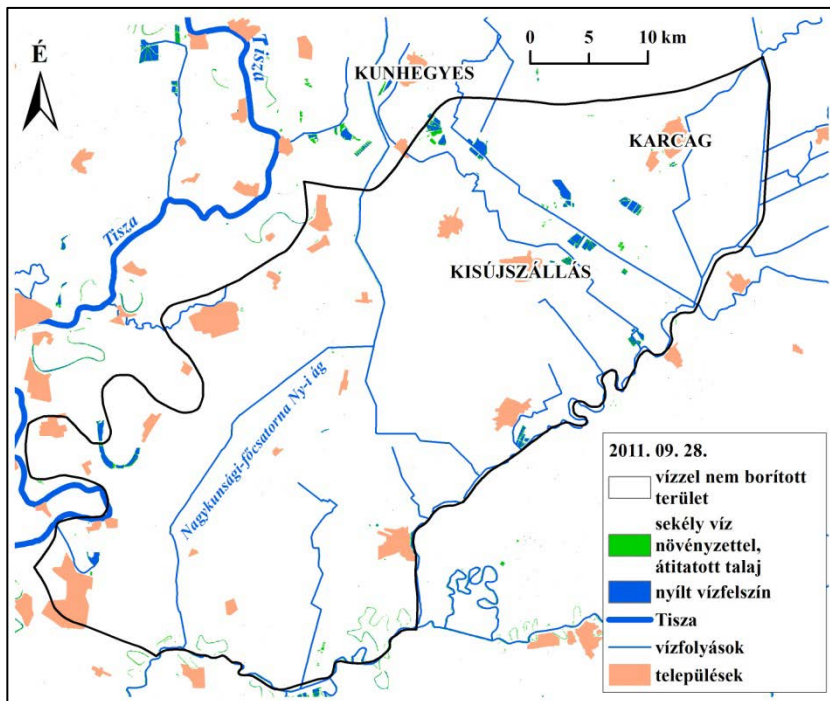 É
Tisza
0 5 10 km
KUNHEGYES
KARCAG
Tisza
KISÚJSZÁLLÁS
Nagykunsági-főcsatorna Ny-i ág
2011. 09. 28.
vízzel nem borított
terület
sekély víz
növényzettel,
átitatott talaj
nyílt vízfelszín
Tisza
vízfolyások
települések